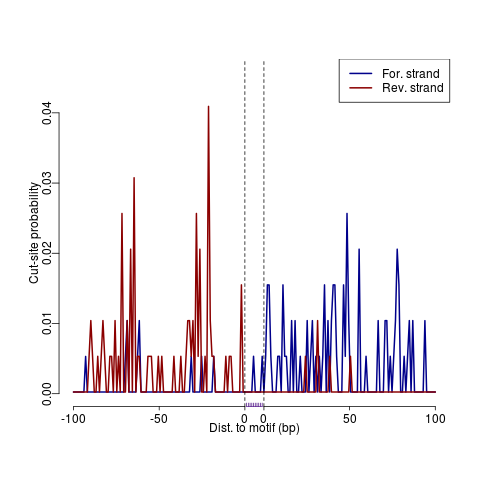 For. strand
Rev. strand
Cut-site probability
0.04
0.03
0.02
0.01
0.00
-100 -50 0 0 50 100
Dist. to motif (bp)